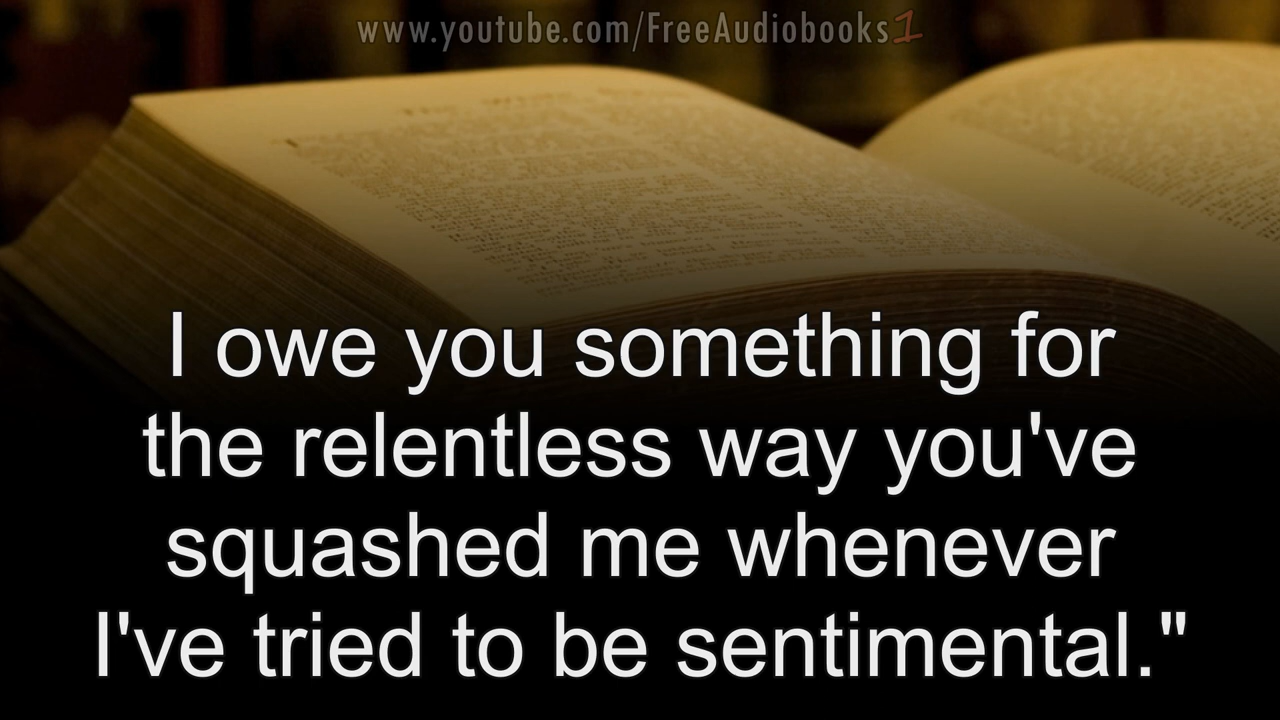 www.youtube.com/FreeAudiobooks1
I owe you something for
the relentless way you've
squashed me whenever
I've tried to be sentimental."